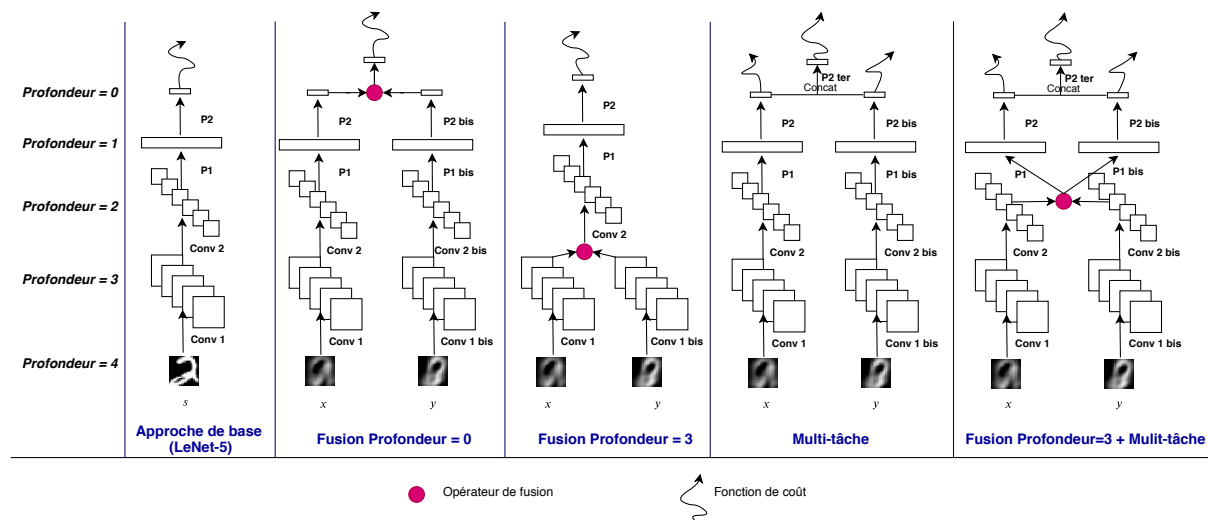 Profondeur = 0
Profondeur = 1
Profondeur = 2
Profondeur = 3
Profondeur = 4
P2
P1
Conv 2
Conv 1
s
Approche de base
(LeNet-5)
P2
P2 bis
P1
P1 bis
Conv 2
Conv 2 bis
Conv 1
Conv 1 bis
x
y
Fusion Profondeur = 0
P2
P1
Conv 2
Conv 1
Conv 1 bis
x
y
Fusion Profondeur = 3
P2 ter
Concat
P2
P2 bis
P1
P1 bis
Conv 2
Conv 2 bis
Conv 1
Conv 1 bis
x
y
Multi-tâche
P2 ter
Concat
P2
P2 bis
P1
P1 bis
Conv 2
Conv 2 bis
Conv 1
Conv 1 bis
x
y
Fusion Profondeur=3 + Mulit-tâche
Opérateur de fusion
Fonction de coût